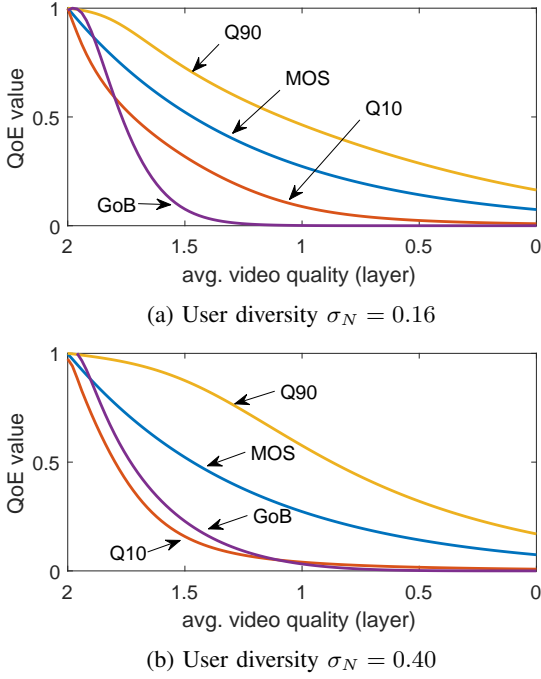 1
Q90
MOS
Q10
0.5
QoE value
GoB
0
2
1.5
1
0.5
0
avg. video quality (layer)
(a) User diversity σ_N = 0.16
1
Q90
MOS
0.5
QoE value
GoB
Q10
0
2
1.5
1
0.5
0
avg. video quality (layer)
(b) User diversity σ_N = 0.40